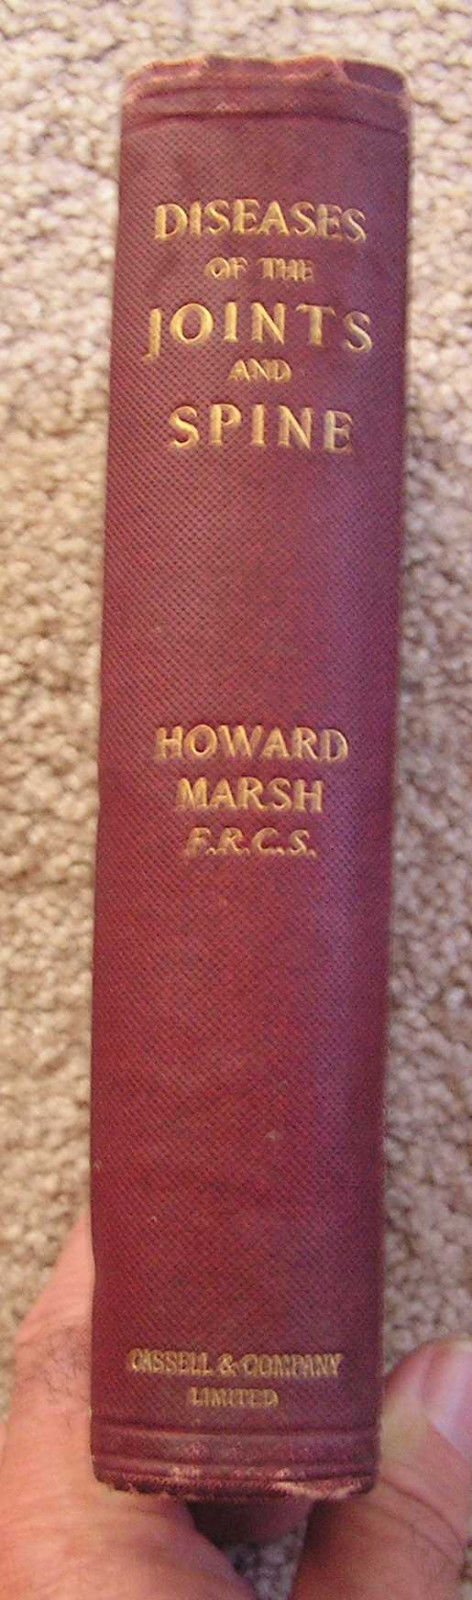 DISEASES
OF THE
JOINTS
AND
SPINE
HOWARD
MARSH
F.R.C.S.
CASSELL & COMPANY
LIMITED